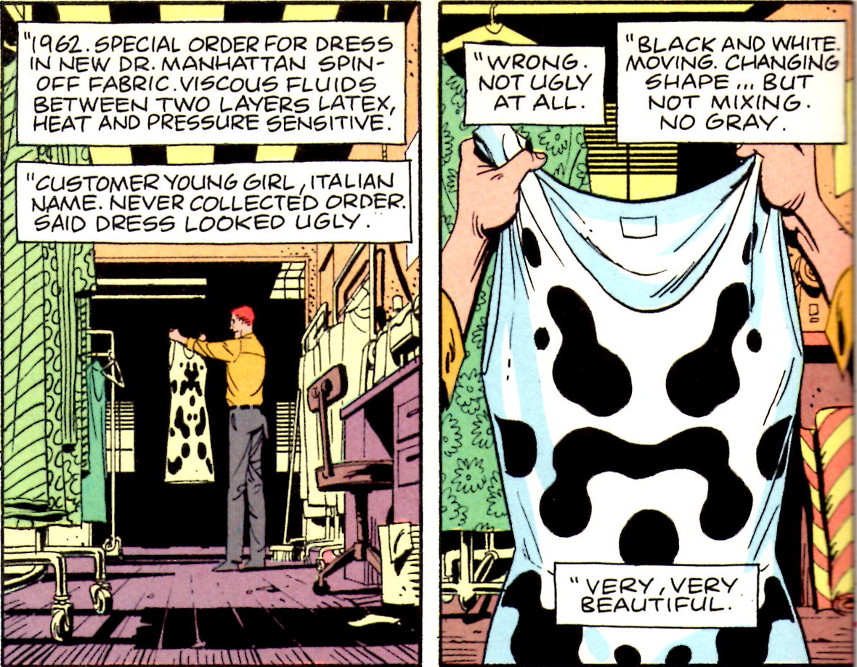 "1962. SPECIAL ORDER FOR DRESS
IN NEW DR. MANHATTAN SPIN-
OFF FABRIC. VISCOUS FLUIDS
BETWEEN TWO LAYERS LATEX,
HEAT AND PRESSURE SENSITIVE.
"CUSTOMER YOUNG GIRL, ITALIAN
NAME. NEVER COLLECTED ORDER.
SAID DRESS LOOKED UGLY.
"WRONG.
NOT UGLY
AT ALL.
"BLACK AND WHITE.
MOVING. CHANGING
SHAPE... BUT
NOT MIXING.
NO GRAY.
"VERY, VERY
BEAUTIFUL.